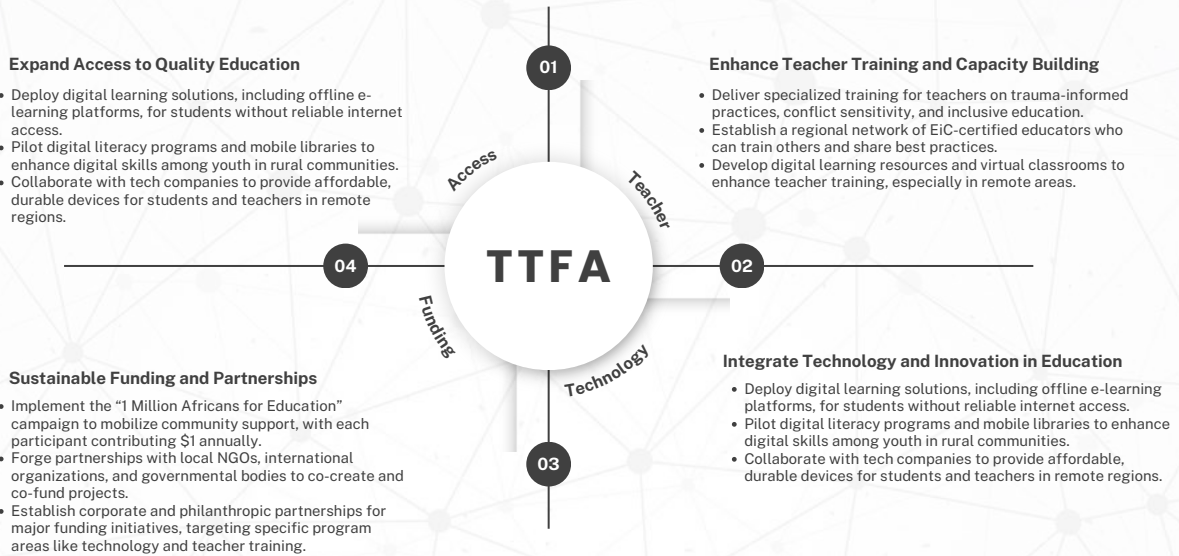 01
Expand Access to Quality Education
• Deploy digital learning solutions, including offline e-
learning platforms, for students without reliable internet
access.
• Pilot digital literacy programs and mobile libraries to
enhance digital skills among youth in rural communities.
• Collaborate with tech companies to provide affordable,
durable devices for students and teachers in remote
regions.
Enhance Teacher Training and Capacity Building
• Deliver specialized training for teachers on trauma-informed
practices, conflict sensitivity, and inclusive education.
• Establish a regional network of EiC-certified educators who
can train others and share best practices.
• Develop digital learning resources and virtual classrooms to
enhance teacher training, especially in remote areas.
Access
Teacher
04
TTFA
02
Funding
Technology
Sustainable Funding and Partnerships
• Implement the “1 Million Africans for Education”
campaign to mobilize community support, with each
participant contributing $1 annually.
• Forge partnerships with local NGOs, international
organizations, and governmental bodies to co-create and
co-fund projects.
• Establish corporate and philanthropic partnerships for
major funding initiatives, targeting specific program
areas like technology and teacher training.
Integrate Technology and Innovation in Education
• Deploy digital learning solutions, including offline e-learning
platforms, for students without reliable internet access.
• Pilot digital literacy programs and mobile libraries to enhance
digital skills among youth in rural communities.
• Collaborate with tech companies to provide affordable,
durable devices for students and teachers in remote regions.
03